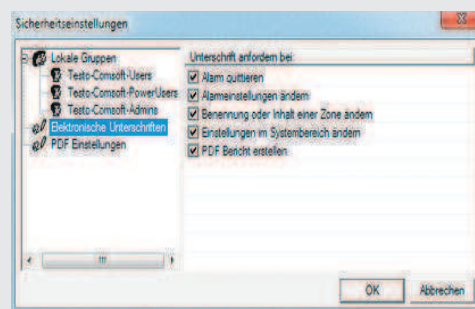 Sicherheitseinstellungen
Lokale Gruppen
Testo-Comsoft-Users
Testo-Comsoft-PowerUsers
Testo-Comsoft-Admins
Elektronische Unterschriften
PDF Einstellungen
Unterschrift anfordern bei:
Alarm quittieren
Alarmeinstellungen ändern
Benennung oder Inhalt einer Zone ändern
Einstellungen im Systembereich ändern
PDF Bericht erstellen
OK
Abbrechen